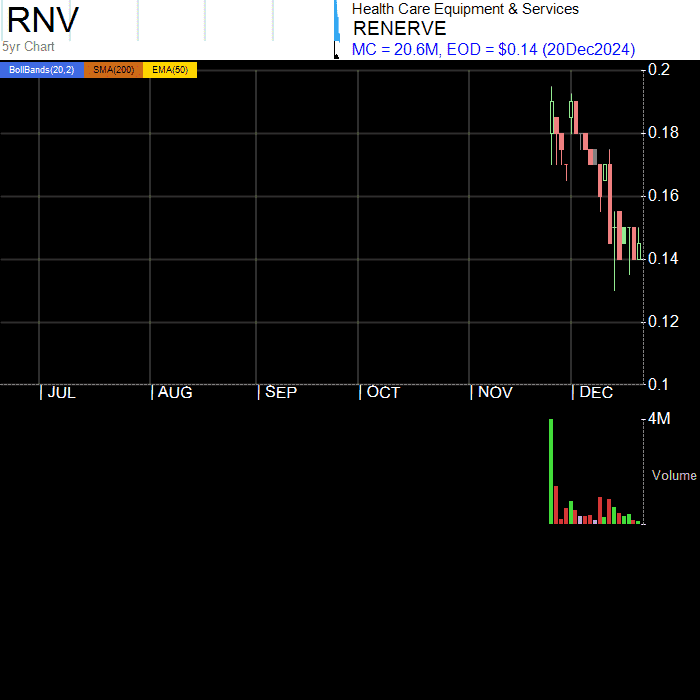 RNV
5yr Chart
Health Care Equipment & Services
RENERVE
MC = 20.6M, EOD = $0.14 (20Dec2024)
BollBands(20,2) SMA(200) EMA(50)
0.2
0.18
0.16
0.14
0.12
0.1
JUL AUG SEP OCT NOV DEC
4M
Volume